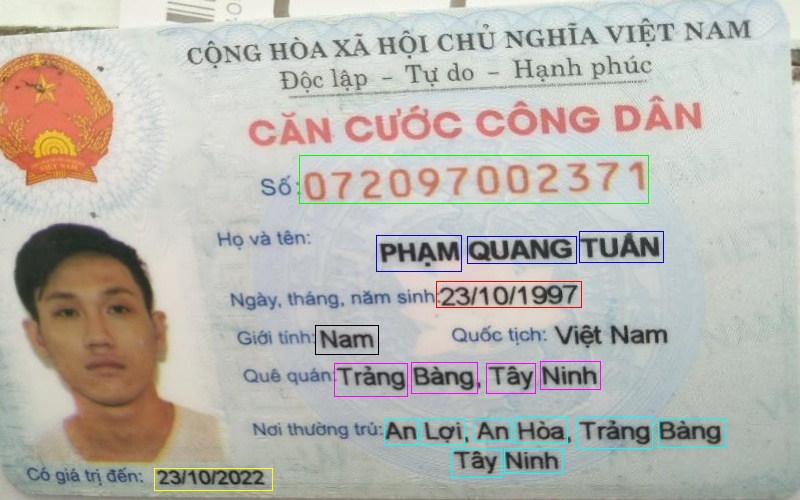 CỘNG HÒA XÃ HỘI CHỦ NGHĨA VIỆT NAM
Độc lập - Tự do - Hạnh phúc
CĂN CƯỚC CÔNG DÂN
Số: 072097002371
Họ và tên: PHẠM QUANG TUẤN
Ngày, tháng, năm sinh: 23/10/1997
Giới tính: Nam Quốc tịch: Việt Nam
Quê quán: Trảng Bàng, Tây Ninh
Nơi thường trú: An Lợi, An Hòa, Trảng Bàng
Tây Ninh
Có giá trị đến: 23/10/2022